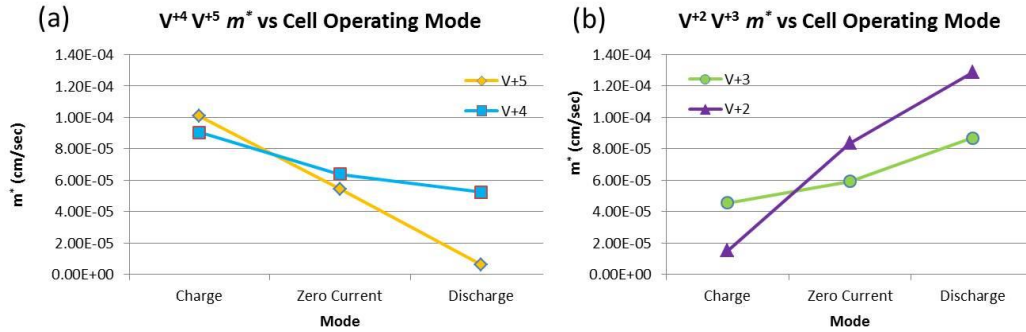 (a)
V+4 V+5 m* vs Cell Operating Mode
1.40E-04
1.20E-04
1.00E-04
8.00E-05
6.00E-05
4.00E-05
2.00E-05
0.00E+00
m* (cm/sec)
V+5
V+4
Charge Zero Current Discharge
Mode
(b)
V+2 V+3 m* vs Cell Operating Mode
1.40E-04
1.20E-04
1.00E-04
8.00E-05
6.00E-05
4.00E-05
2.00E-05
0.00E+00
m* (cm/sec)
V+3
V+2
Charge Zero Current Discharge
Mode